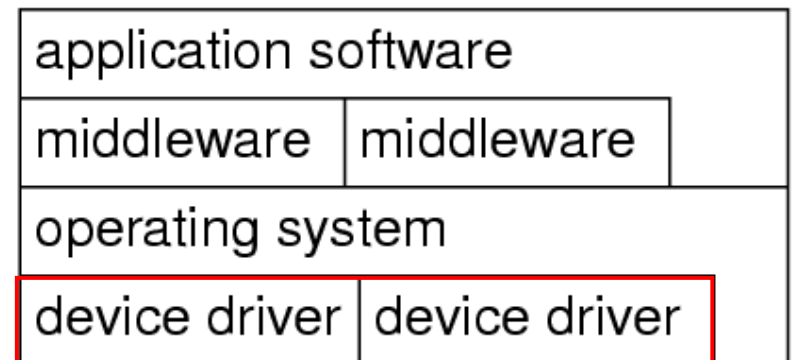 application software
middleware middleware
operating system
device driver device driver